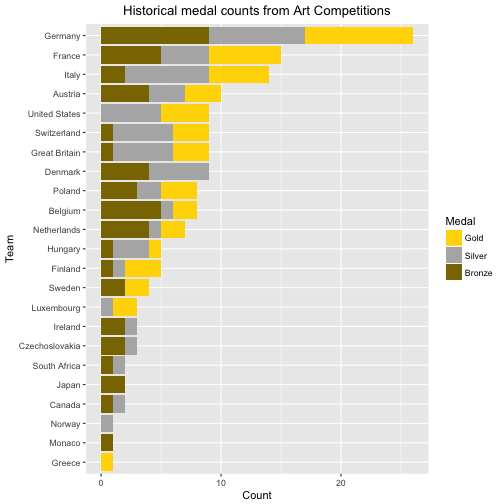 Historical medal counts from Art Competitions
Team
Germany
France
Italy
Austria
United States
Switzerland
Great Britain
Denmark
Poland
Belgium
Netherlands
Hungary
Finland
Sweden
Luxembourg
Ireland
Czechoslovakia
South Africa
Japan
Canada
Norway
Monaco
Greece
0 10 20
Count
Medal
Gold
Silver
Bronze